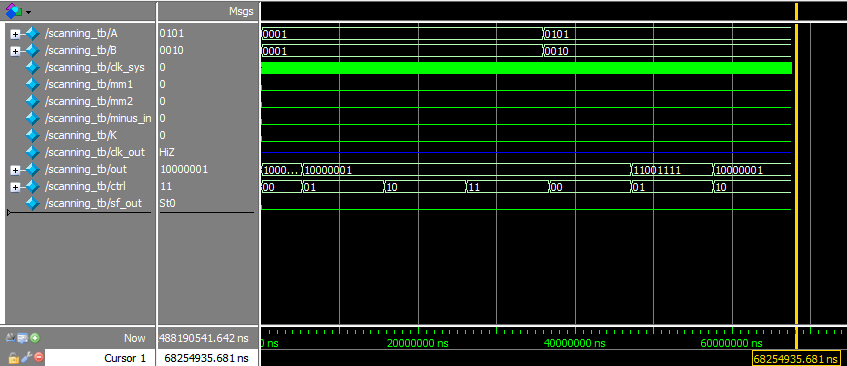 Msgs
/scanning_tb/A 0101 0001 0101
/scanning_tb/B 0010 0001 0010
/scanning_tb/clk_sys 0
/scanning_tb/mm1 0
/scanning_tb/mm2 0
/scanning_tb/minus_in 0
/scanning_tb/K 0
/scanning_tb/clk_out HiZ
/scanning_tb/out 10000001 1000... 10000001 11001111 10000001
/scanning_tb/ctrl 11 00 01 10 11 00 01 10
/scanning_tb/sf_out St0
Now 488190541.642 ns ns 20000000 ns 40000000 ns 60000000 ns
Cursor 1 68254935.681 ns 68254935.681 ns